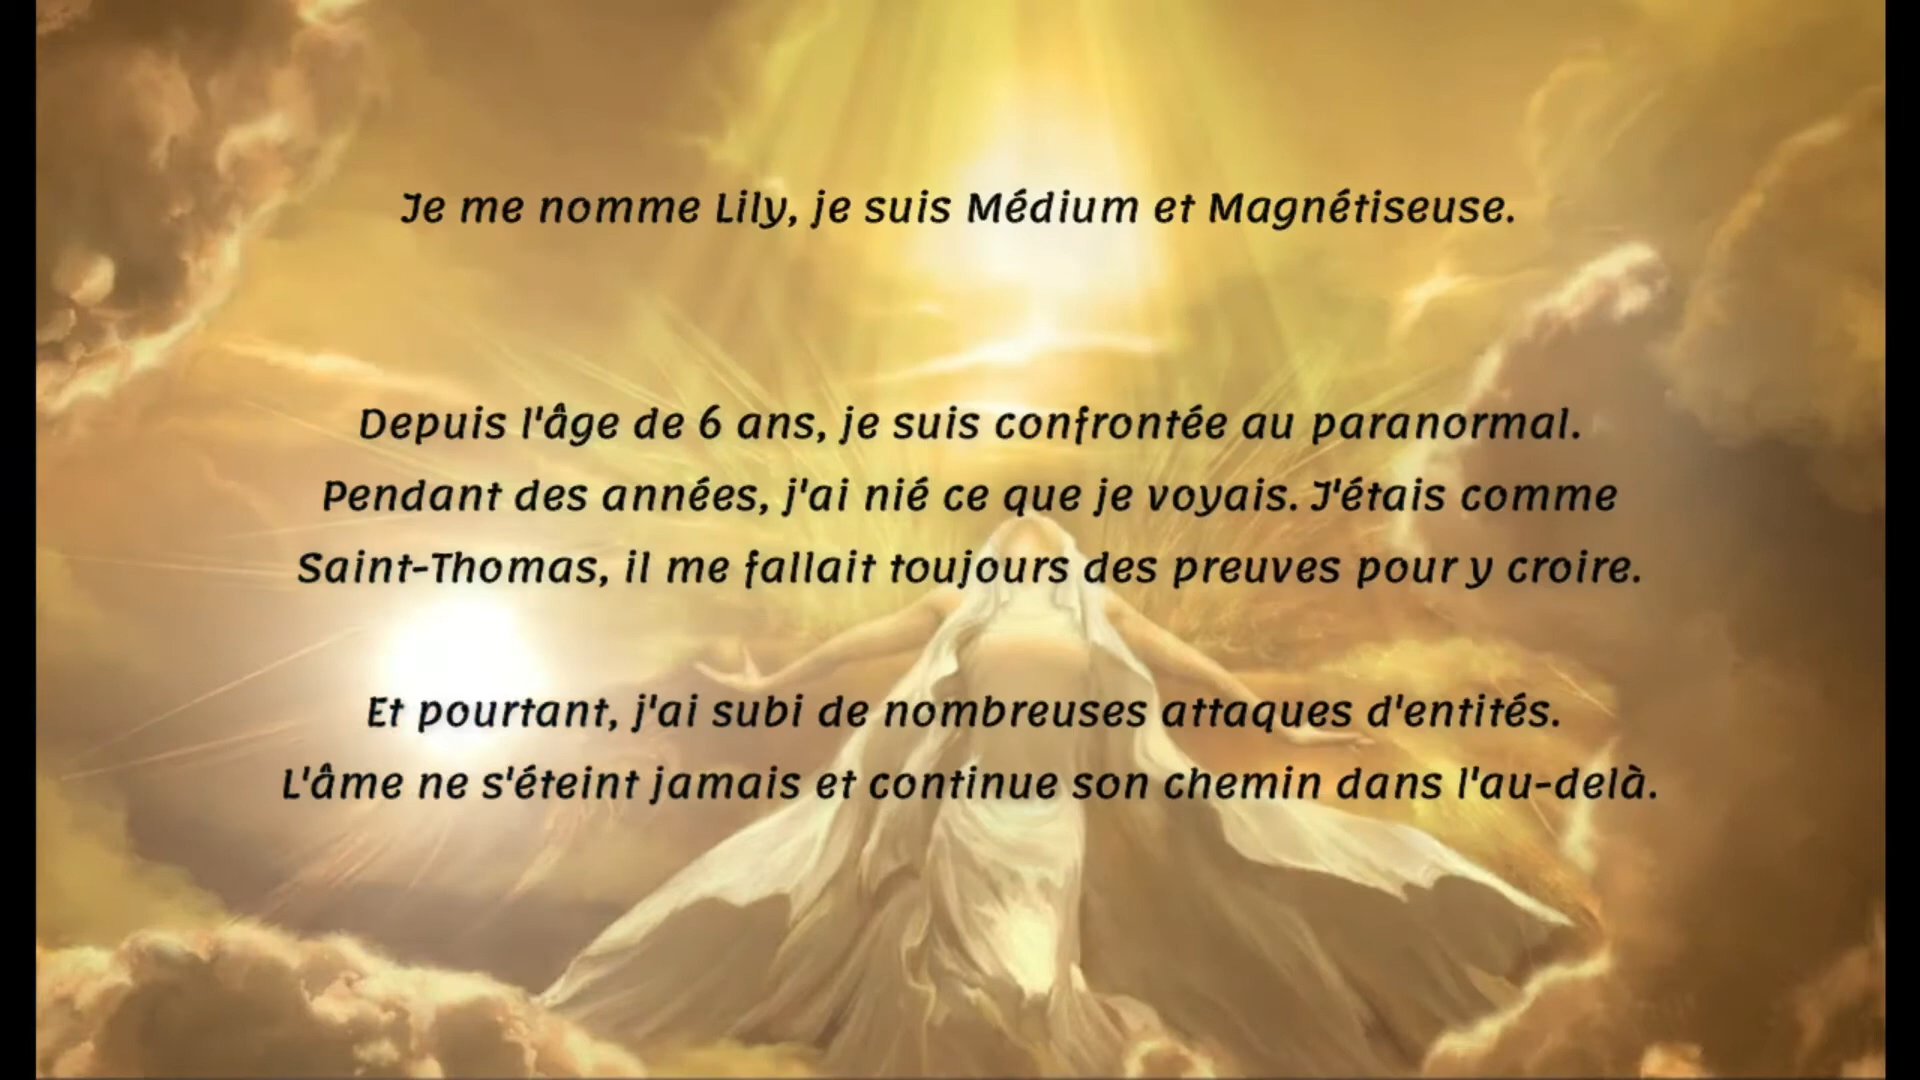 Je me nomme Lily, je suis Médium et Magnétiseuse.
Depuis l'âge de 6 ans, je suis confrontée au paranormal.
Pendant des années, j'ai nié ce que je voyais. J'étais comme
Saint-Thomas, il me fallait toujours des preuves pour y croire.
Et pourtant, j'ai subi de nombreuses attaques d'entités.
L'âme ne s'éteint jamais et continue son chemin dans l'au-delà.